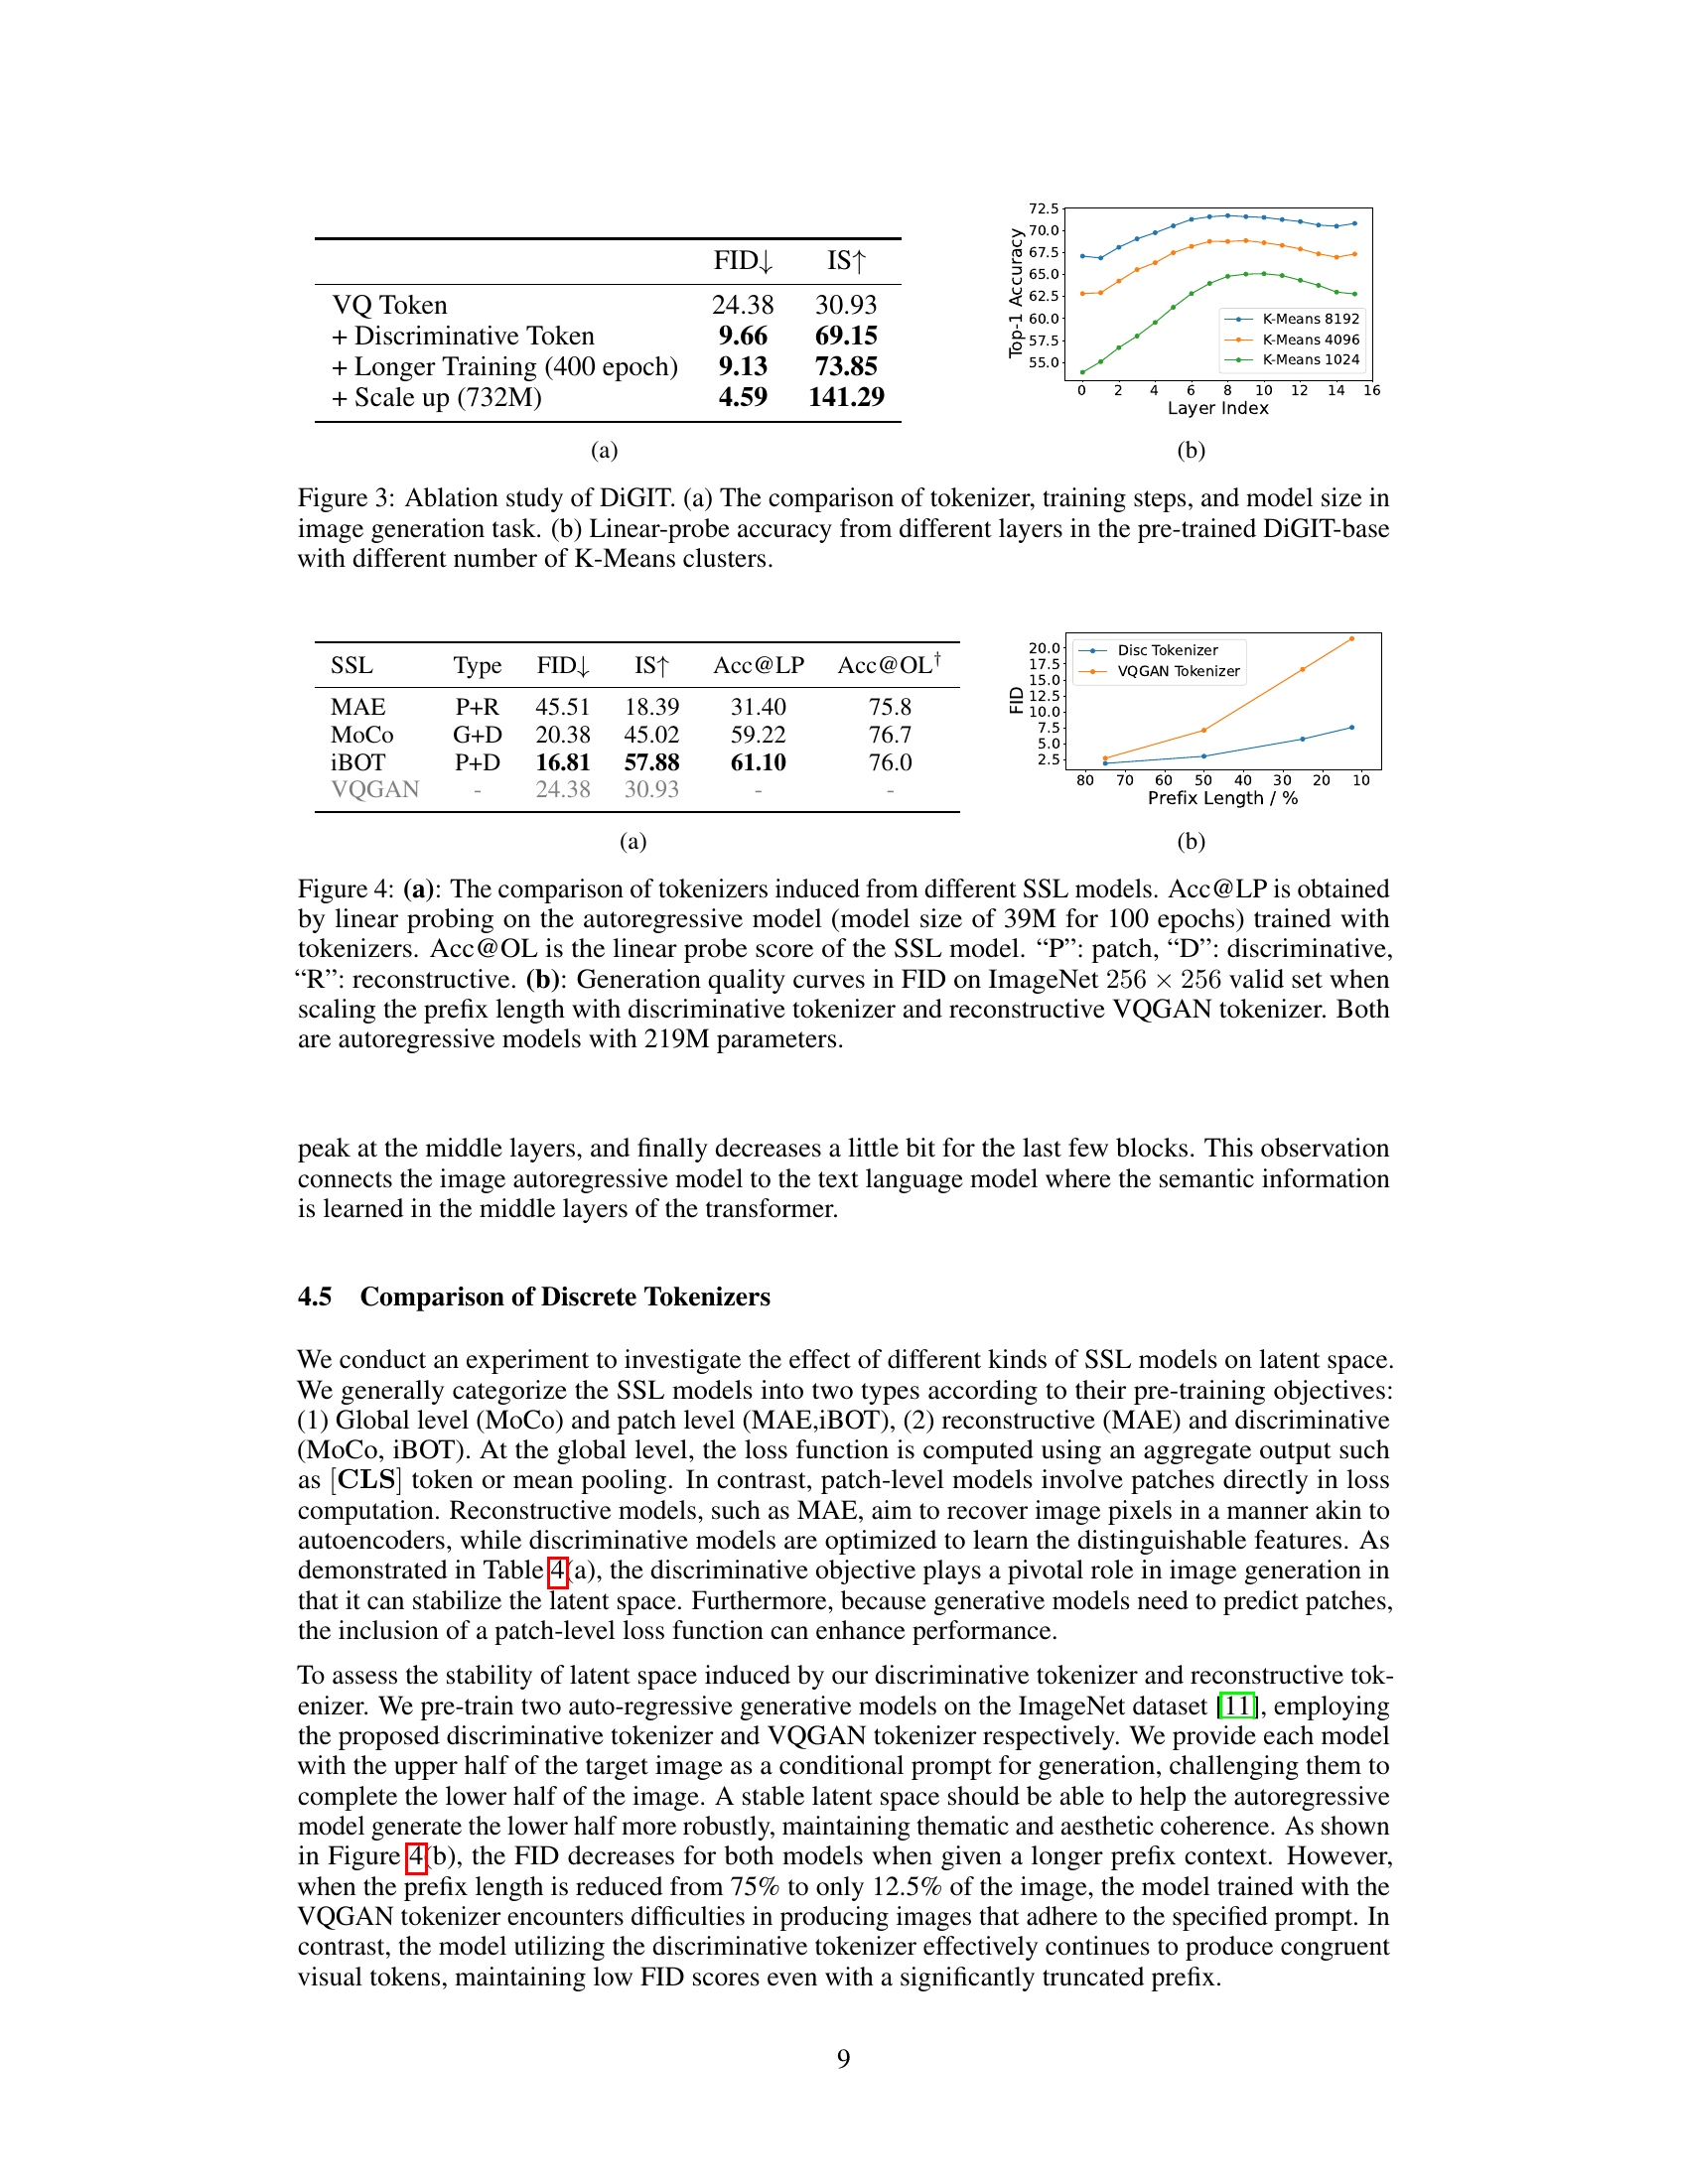 FID↓ IS↑
VQ Token 24.38 30.93
+ Discriminative Token 9.66 69.15
+ Longer Training (400 epoch) 9.13 73.85
+ Scale up (732M) 4.59 141.29
(a)
72.5
70.0
67.5
65.0
62.5
60.0
57.5
55.0
Top-1 Accuracy
K-Means 8192
K-Means 4096
K-Means 1024
0 2 4 6 8 10 12 14 16
Layer Index
(b)
Figure 3: Ablation study of DiGIT. (a) The comparison of tokenizer, training steps, and model size in
image generation task. (b) Linear-probe accuracy from different layers in the pre-trained DiGIT-base
with different number of K-Means clusters.
SSL Type FID↓ IS↑ Acc@LP Acc@OL†
MAE P+R 45.51 18.39 31.40 75.8
MoCo G+D 20.38 45.02 59.22 76.7
iBOT P+D 16.81 57.88 61.10 76.0
VQGAN - 24.38 30.93 - -
(a)
20.0
17.5
15.0
12.5
10.0
7.5
5.0
2.5
FID
Disc Tokenizer
VQGAN Tokenizer
80 70 60 50 40 30 20 10
Prefix Length / %
(b)
Figure 4: (a): The comparison of tokenizers induced from different SSL models. Acc@LP is obtained
by linear probing on the autoregressive model (model size of 39M for 100 epochs) trained with
tokenizers. Acc@OL is the linear probe score of the SSL model. “P”: patch, “D”: discriminative,
“R”: reconstructive. (b): Generation quality curves in FID on ImageNet 256 × 256 valid set when
scaling the prefix length with discriminative tokenizer and reconstructive VQGAN tokenizer. Both
are autoregressive models with 219M parameters.
peak at the middle layers, and finally decreases a little bit for the last few blocks. This observation
connects the image autoregressive model to the text language model where the semantic information
is learned in the middle layers of the transformer.
4.5 Comparison of Discrete Tokenizers
We conduct an experiment to investigate the effect of different kinds of SSL models on latent space.
We generally categorize the SSL models into two types according to their pre-training objectives:
(1) Global level (MoCo) and patch level (MAE,iBOT), (2) reconstructive (MAE) and discriminative
(MoCo, iBOT). At the global level, the loss function is computed using an aggregate output such
as [CLS] token or mean pooling. In contrast, patch-level models involve patches directly in loss
computation. Reconstructive models, such as MAE, aim to recover image pixels in a manner akin to
autoencoders, while discriminative models are optimized to learn the distinguishable features. As
demonstrated in Table 4(a), the discriminative objective plays a pivotal role in image generation in
that it can stabilize the latent space. Furthermore, because generative models need to predict patches,
the inclusion of a patch-level loss function can enhance performance.
To assess the stability of latent space induced by our discriminative tokenizer and reconstructive tok-
enizer. We pre-train two auto-regressive generative models on the ImageNet dataset [11], employing
the proposed discriminative tokenizer and VQGAN tokenizer respectively. We provide each model
with the upper half of the target image as a conditional prompt for generation, challenging them to
complete the lower half of the image. A stable latent space should be able to help the autoregressive
model generate the lower half more robustly, maintaining thematic and aesthetic coherence. As shown
in Figure 4(b), the FID decreases for both models when given a longer prefix context. However,
when the prefix length is reduced from 75% to only 12.5% of the image, the model trained with the
VQGAN tokenizer encounters difficulties in producing images that adhere to the specified prompt. In
contrast, the model utilizing the discriminative tokenizer effectively continues to produce congruent
visual tokens, maintaining low FID scores even with a significantly truncated prefix.
9